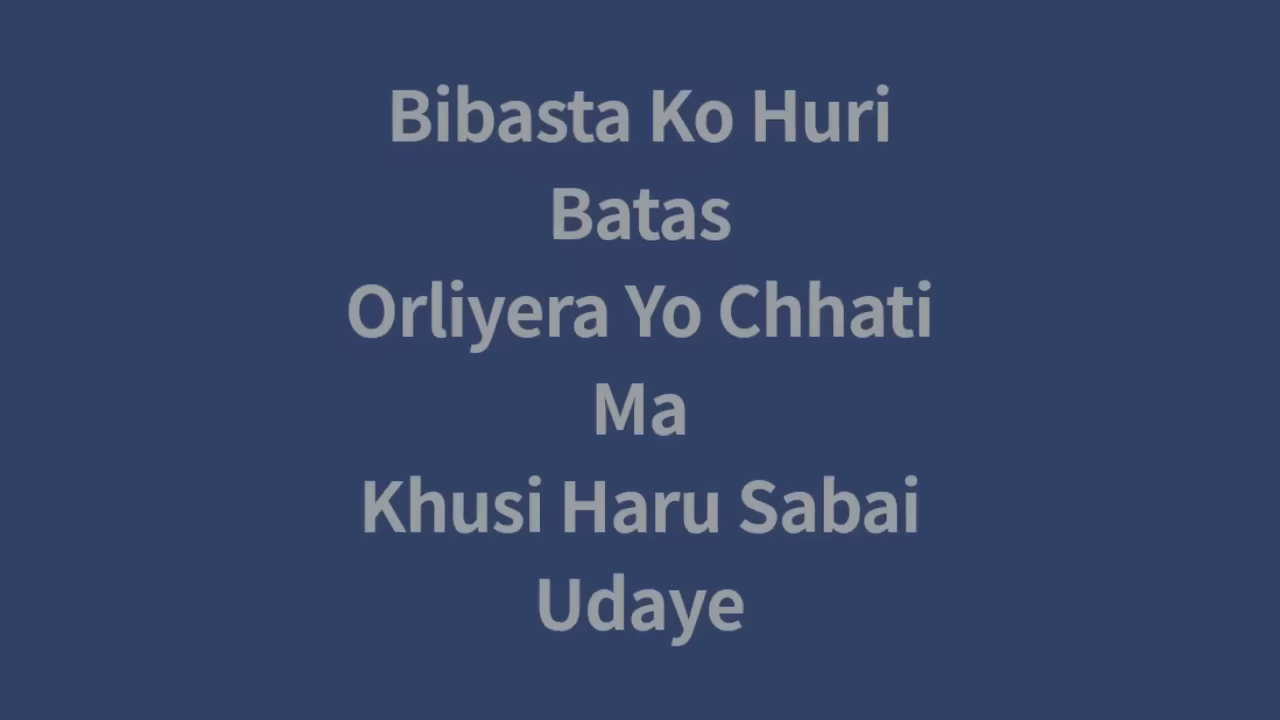 Bibasta Ko Huri
Batas
Orliyera Yo Chhati
Ma
Khusi Haru Sabai
Udaye